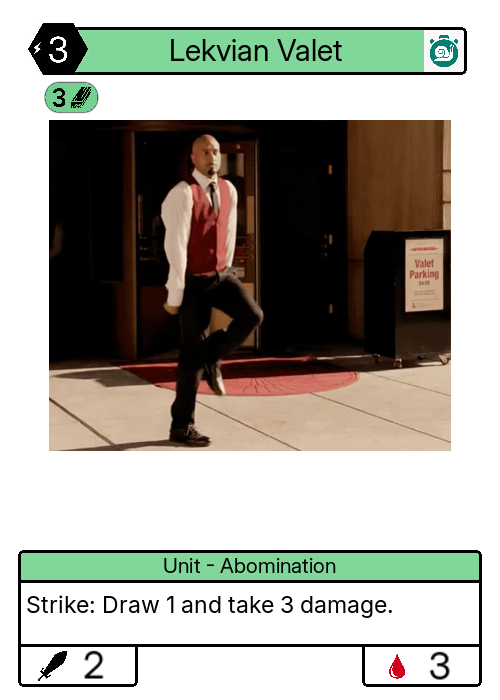 3
Lekvian Valet
3
Valet
Parking
Unit - Abomination
Strike: Draw 1 and take 3 damage.
2
3